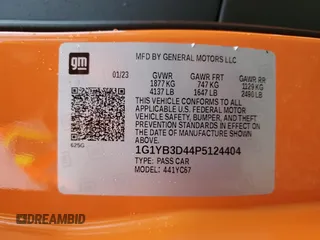 gm
MFD BY GENERAL MOTORS LLC
01/23 GVWR GAWR FRT GAWR RR
1877 KG 747 KG 1129 KG
4137 LB 1647 LB 2490 LB
THIS VEHICLE CONFORMS TO ALL
APPLICABLE U.S. FEDERAL MOTOR VEHICLE
SAFETY, BUMPER, AND THEFT
PREVENTION STANDARDS IN EFFECT ON
THE DATE OF MANUFACTURE SHOWN ABOVE.
62SG
1G1YB3D44P5124404
TYPE: PASS CAR
MODEL: 441YC67
DREAMBID